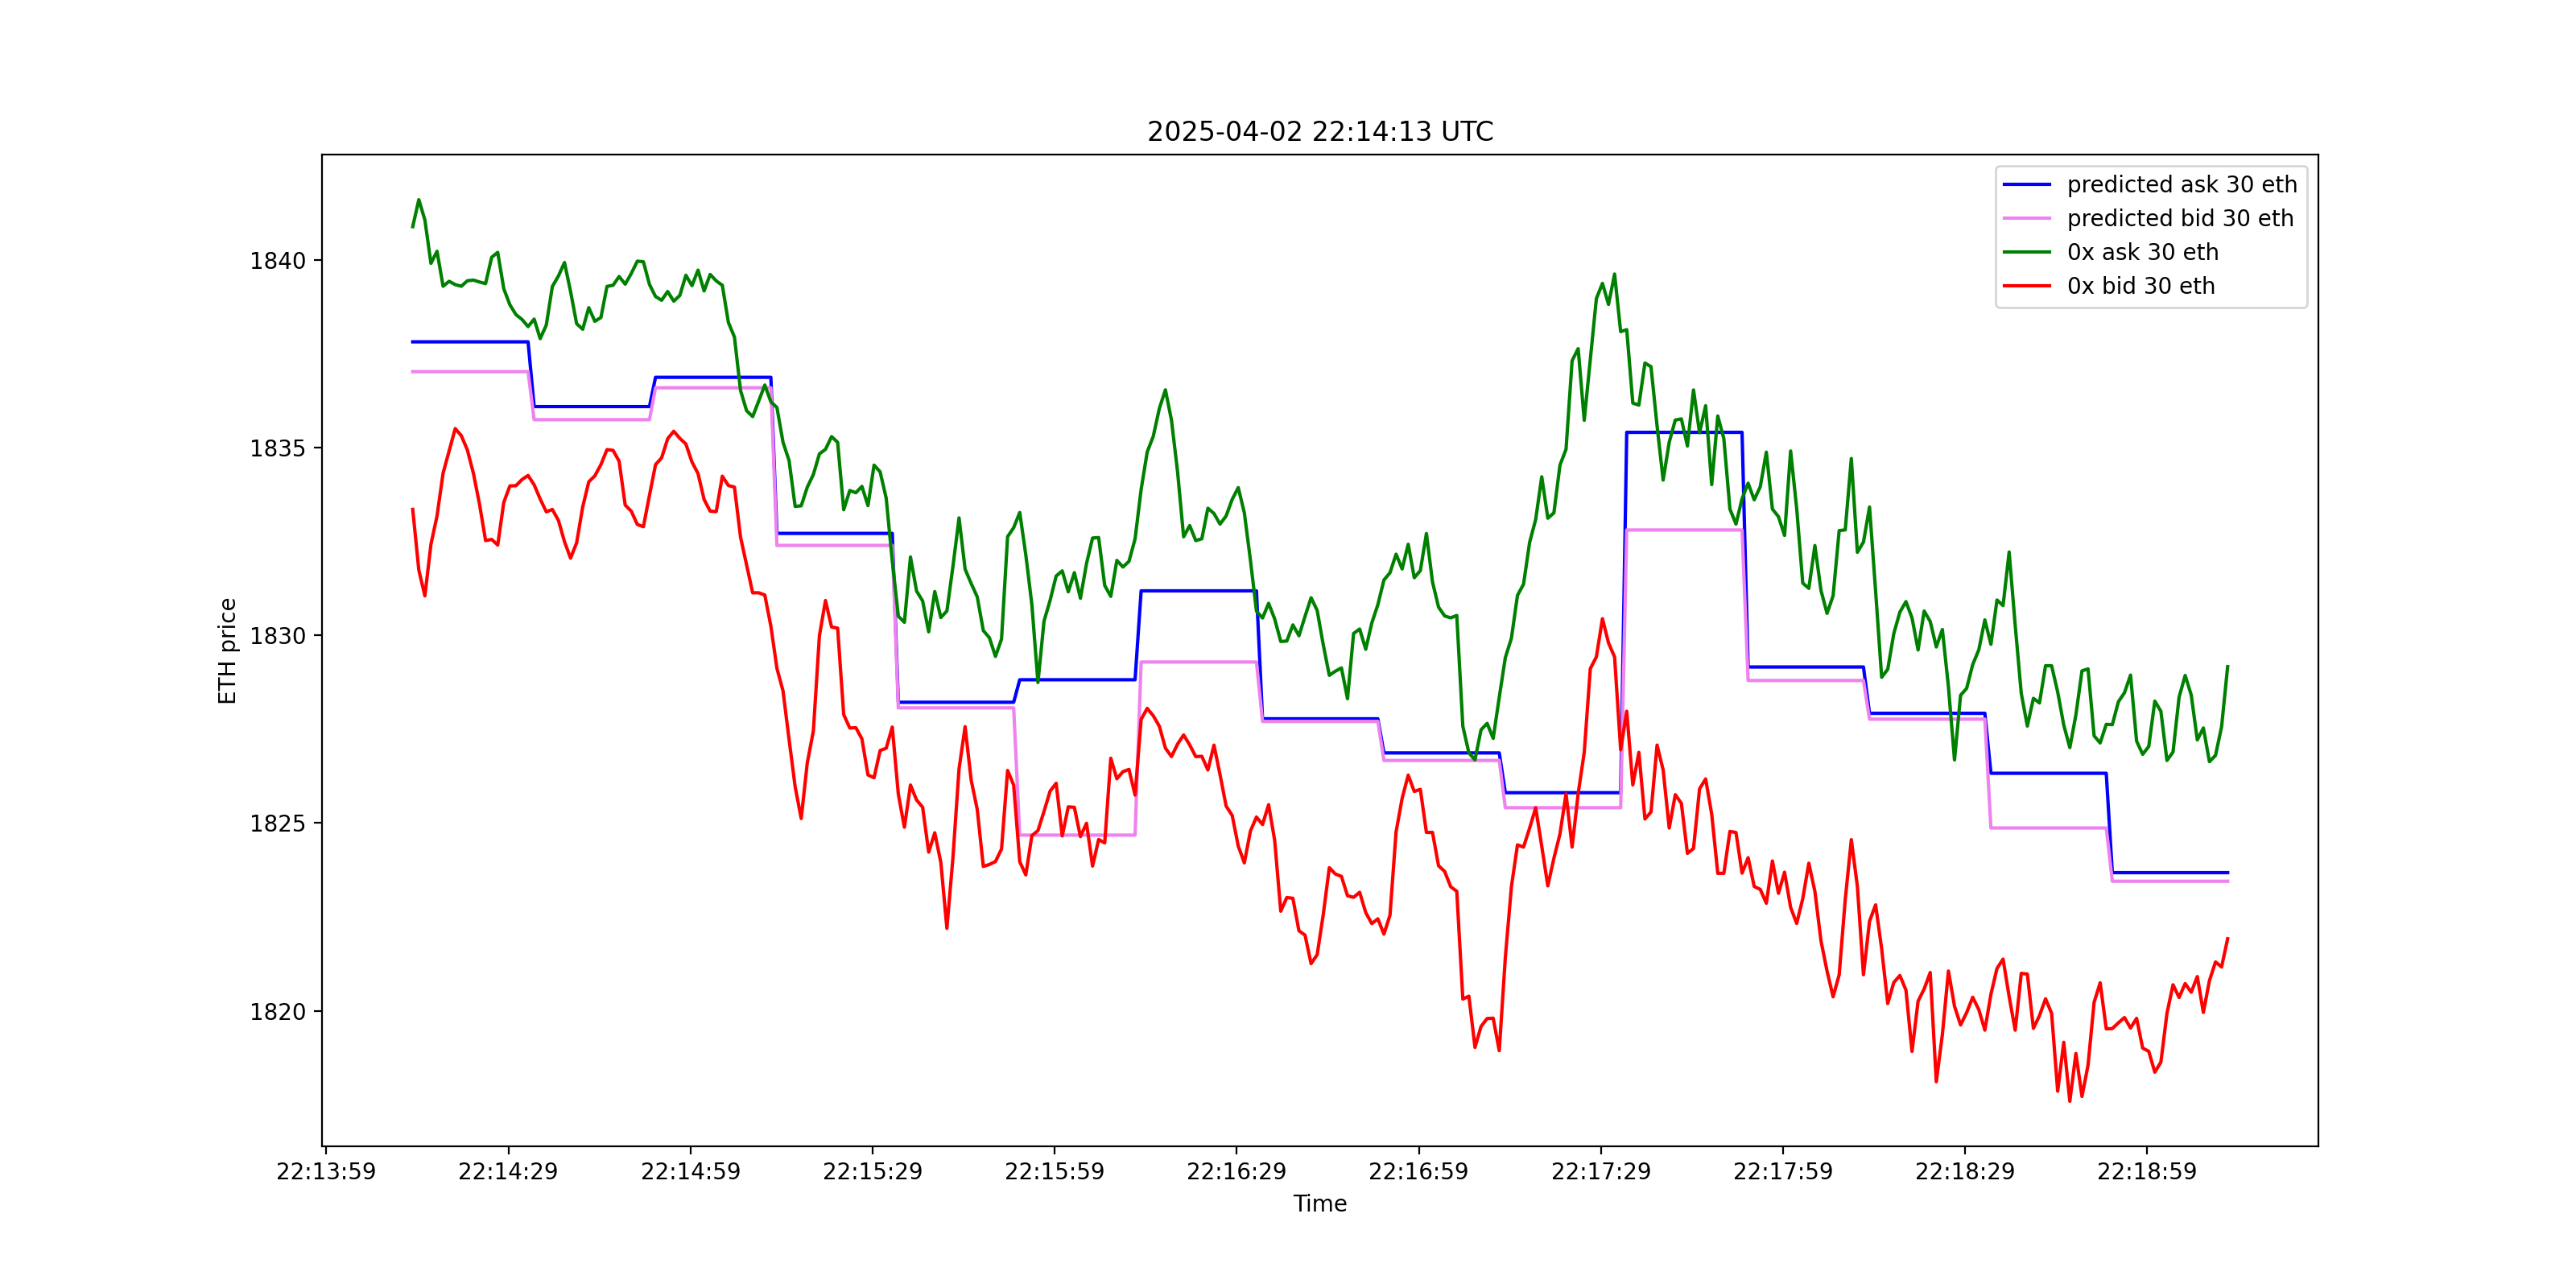 2025-04-02 22:14:13 UTC
predicted ask 30 eth
predicted bid 30 eth
0x ask 30 eth
0x bid 30 eth
ETH price
1840
1835
1830
1825
1820
22:13:59 22:14:29 22:14:59 22:15:29 22:15:59 22:16:29 22:16:59 22:17:29 22:17:59 22:18:29 22:18:59
Time